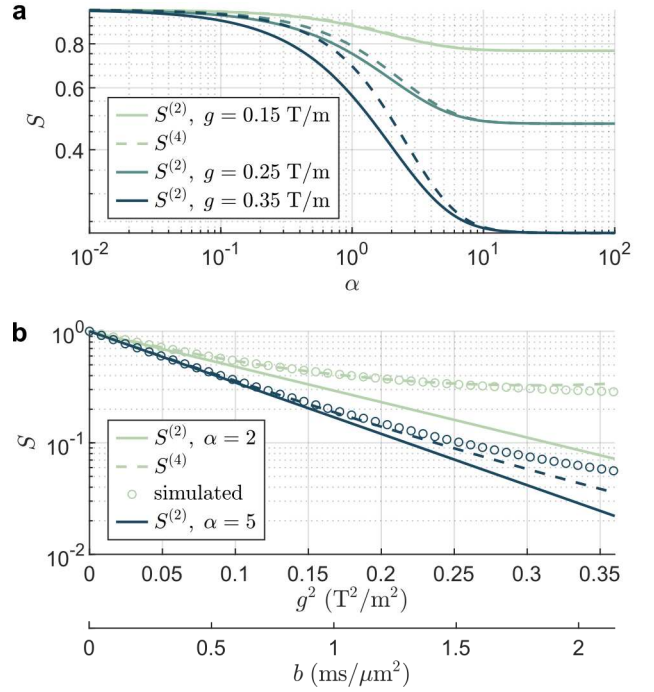 a
0.8
0.6
0.4
S
S^{(2)}, g = 0.15 T/m
S^{(4)}
S^{(2)}, g = 0.25 T/m
S^{(2)}, g = 0.35 T/m
10^{-2} 10^{-1} 10^{0} 10^{1} 10^{2}
α
b
10^{0}
10^{-1}
10^{-2}
S
S^{(2)}, α = 2
S^{(4)}
simulated
S^{(2)}, α = 5
0 0.05 0.1 0.15 0.2 0.25 0.3 0.35
g^2 (T^2/m^2)
0 0.5 1 1.5 2
b (ms/μm^2)